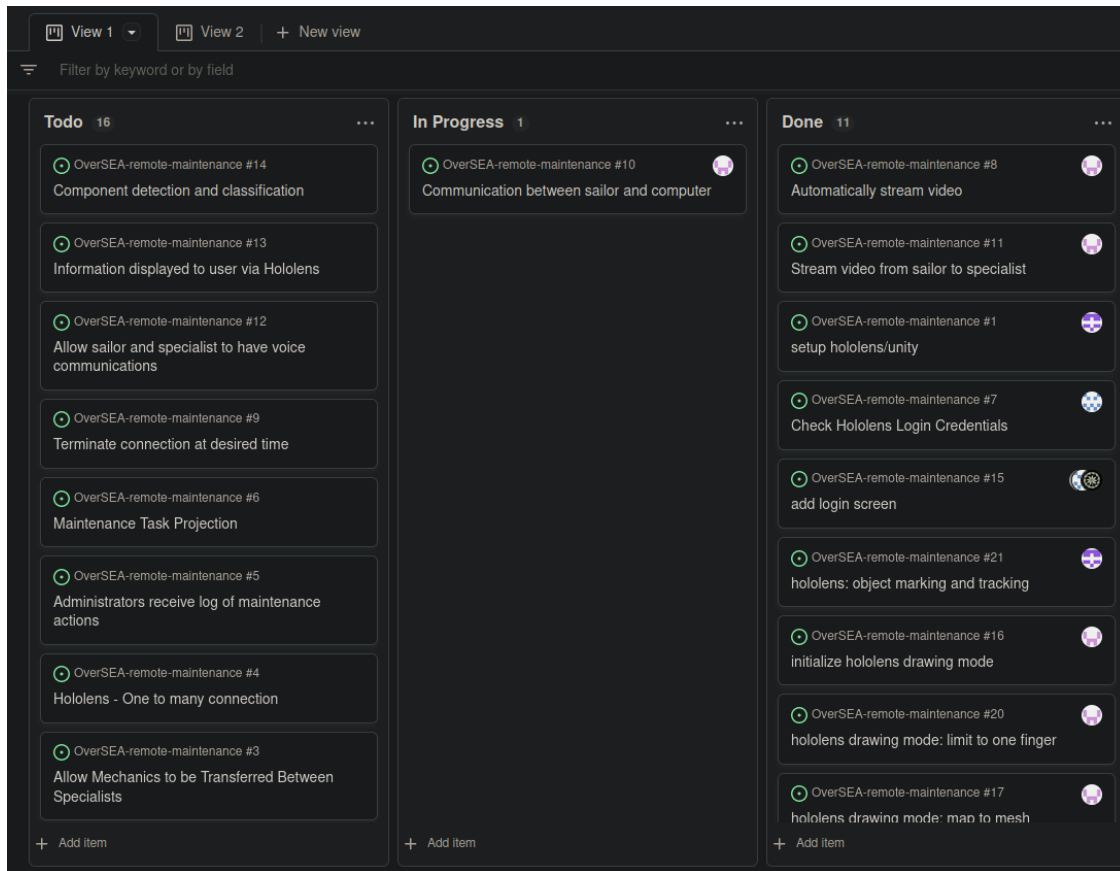 View 1
View 2
New view
Filter by keyword or by field
Todo 16
OverSEA-remote-maintenance #14
Component detection and classification
OverSEA-remote-maintenance #13
Information displayed to user via Hololens
OverSEA-remote-maintenance #12
Allow sailor and specialist to have voice
communications
OverSEA-remote-maintenance #9
Terminate connection at desired time
OverSEA-remote-maintenance #6
Maintenance Task Projection
OverSEA-remote-maintenance #5
Administrators receive log of maintenance
actions
OverSEA-remote-maintenance #4
Hololens - One to many connection
OverSEA-remote-maintenance #3
Allow Mechanics to be Transferred Between
Specialists
Add item
In Progress 1
OverSEA-remote-maintenance #10
Communication between sailor and computer
Add item
Done 11
OverSEA-remote-maintenance #8
Automatically stream video
OverSEA-remote-maintenance #11
Stream video from sailor to specialist
OverSEA-remote-maintenance #1
setup hololens/unity
OverSEA-remote-maintenance #7
Check Hololens Login Credentials
OverSEA-remote-maintenance #15
add login screen
OverSEA-remote-maintenance #21
hololens: object marking and tracking
OverSEA-remote-maintenance #16
initialize hololens drawing mode
OverSEA-remote-maintenance #20
hololens drawing mode: limit to one finger
OverSEA-remote-maintenance #17
hololens drawing mode: map to mesh
Add item